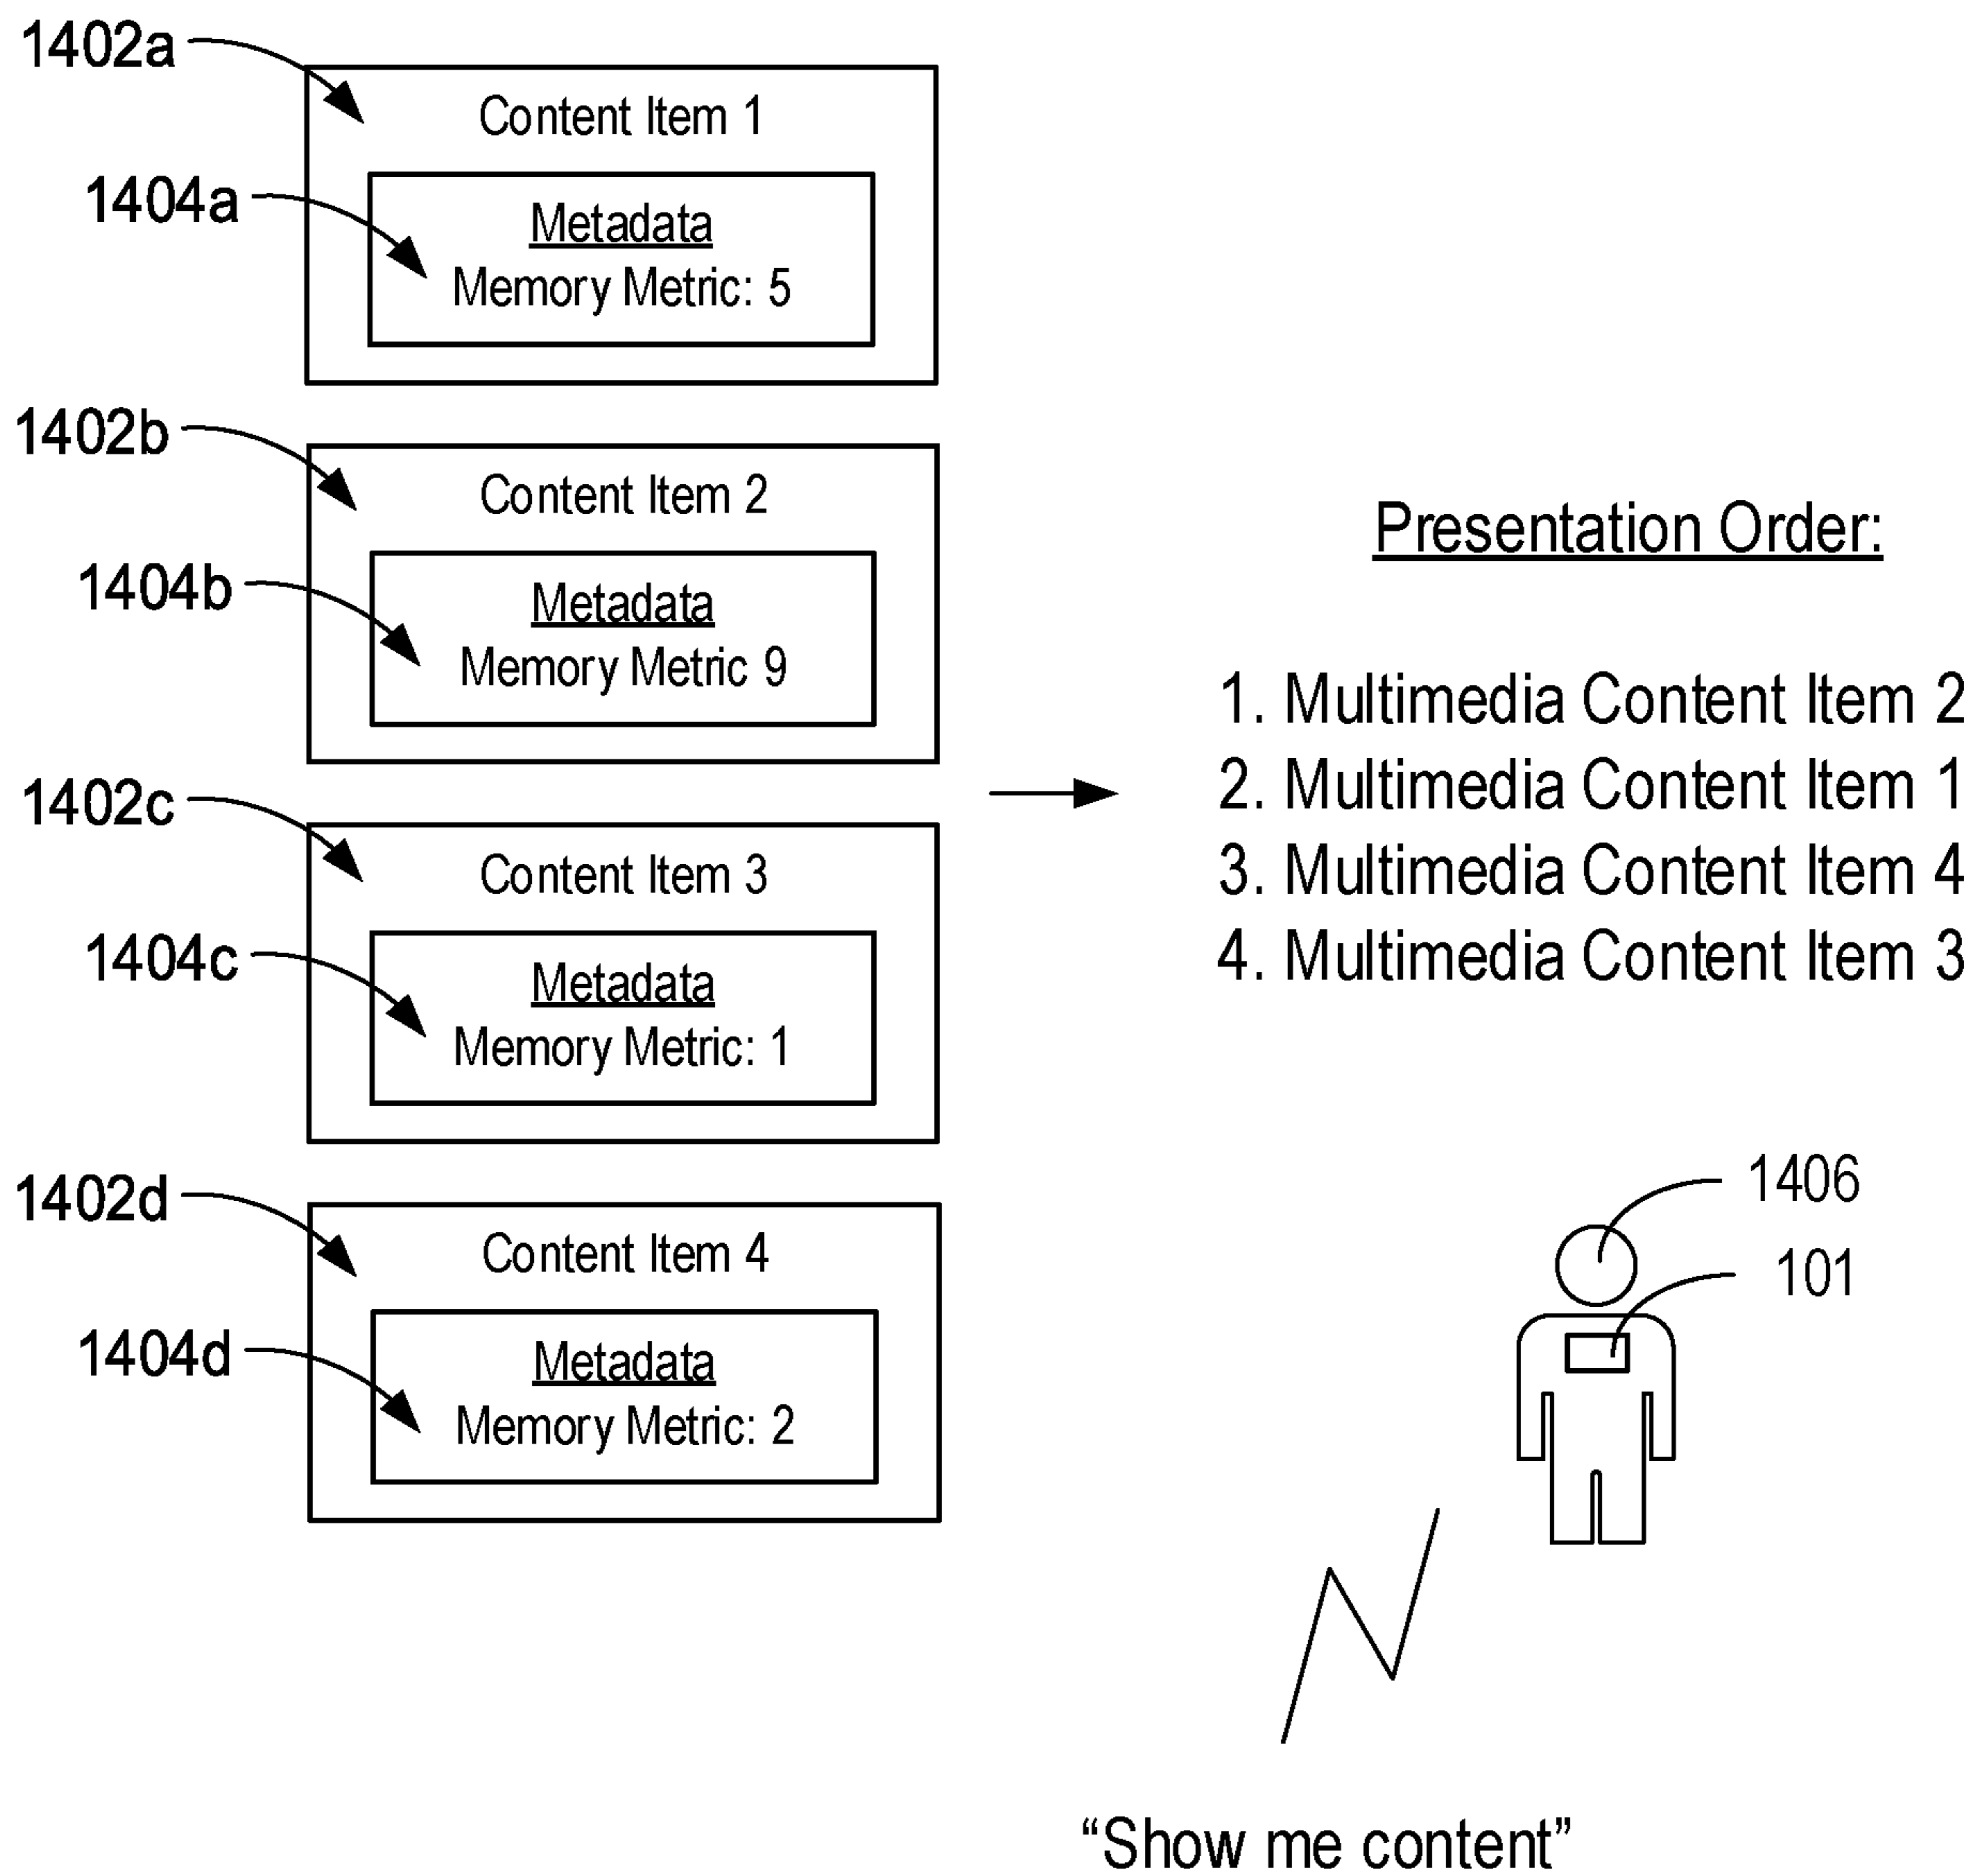 1402a
Content Item 1
1404a
Metadata
Memory Metric: 5
1402b
Content Item 2
1404b
Metadata
Memory Metric 9
1402c
Content Item 3
1404c
Metadata
Memory Metric: 1
1402d
Content Item 4
1404d
Metadata
Memory Metric: 2
Presentation Order:
1. Multimedia Content Item 2
2. Multimedia Content Item 1
3. Multimedia Content Item 4
4. Multimedia Content Item 3
1406
101
“Show me content”